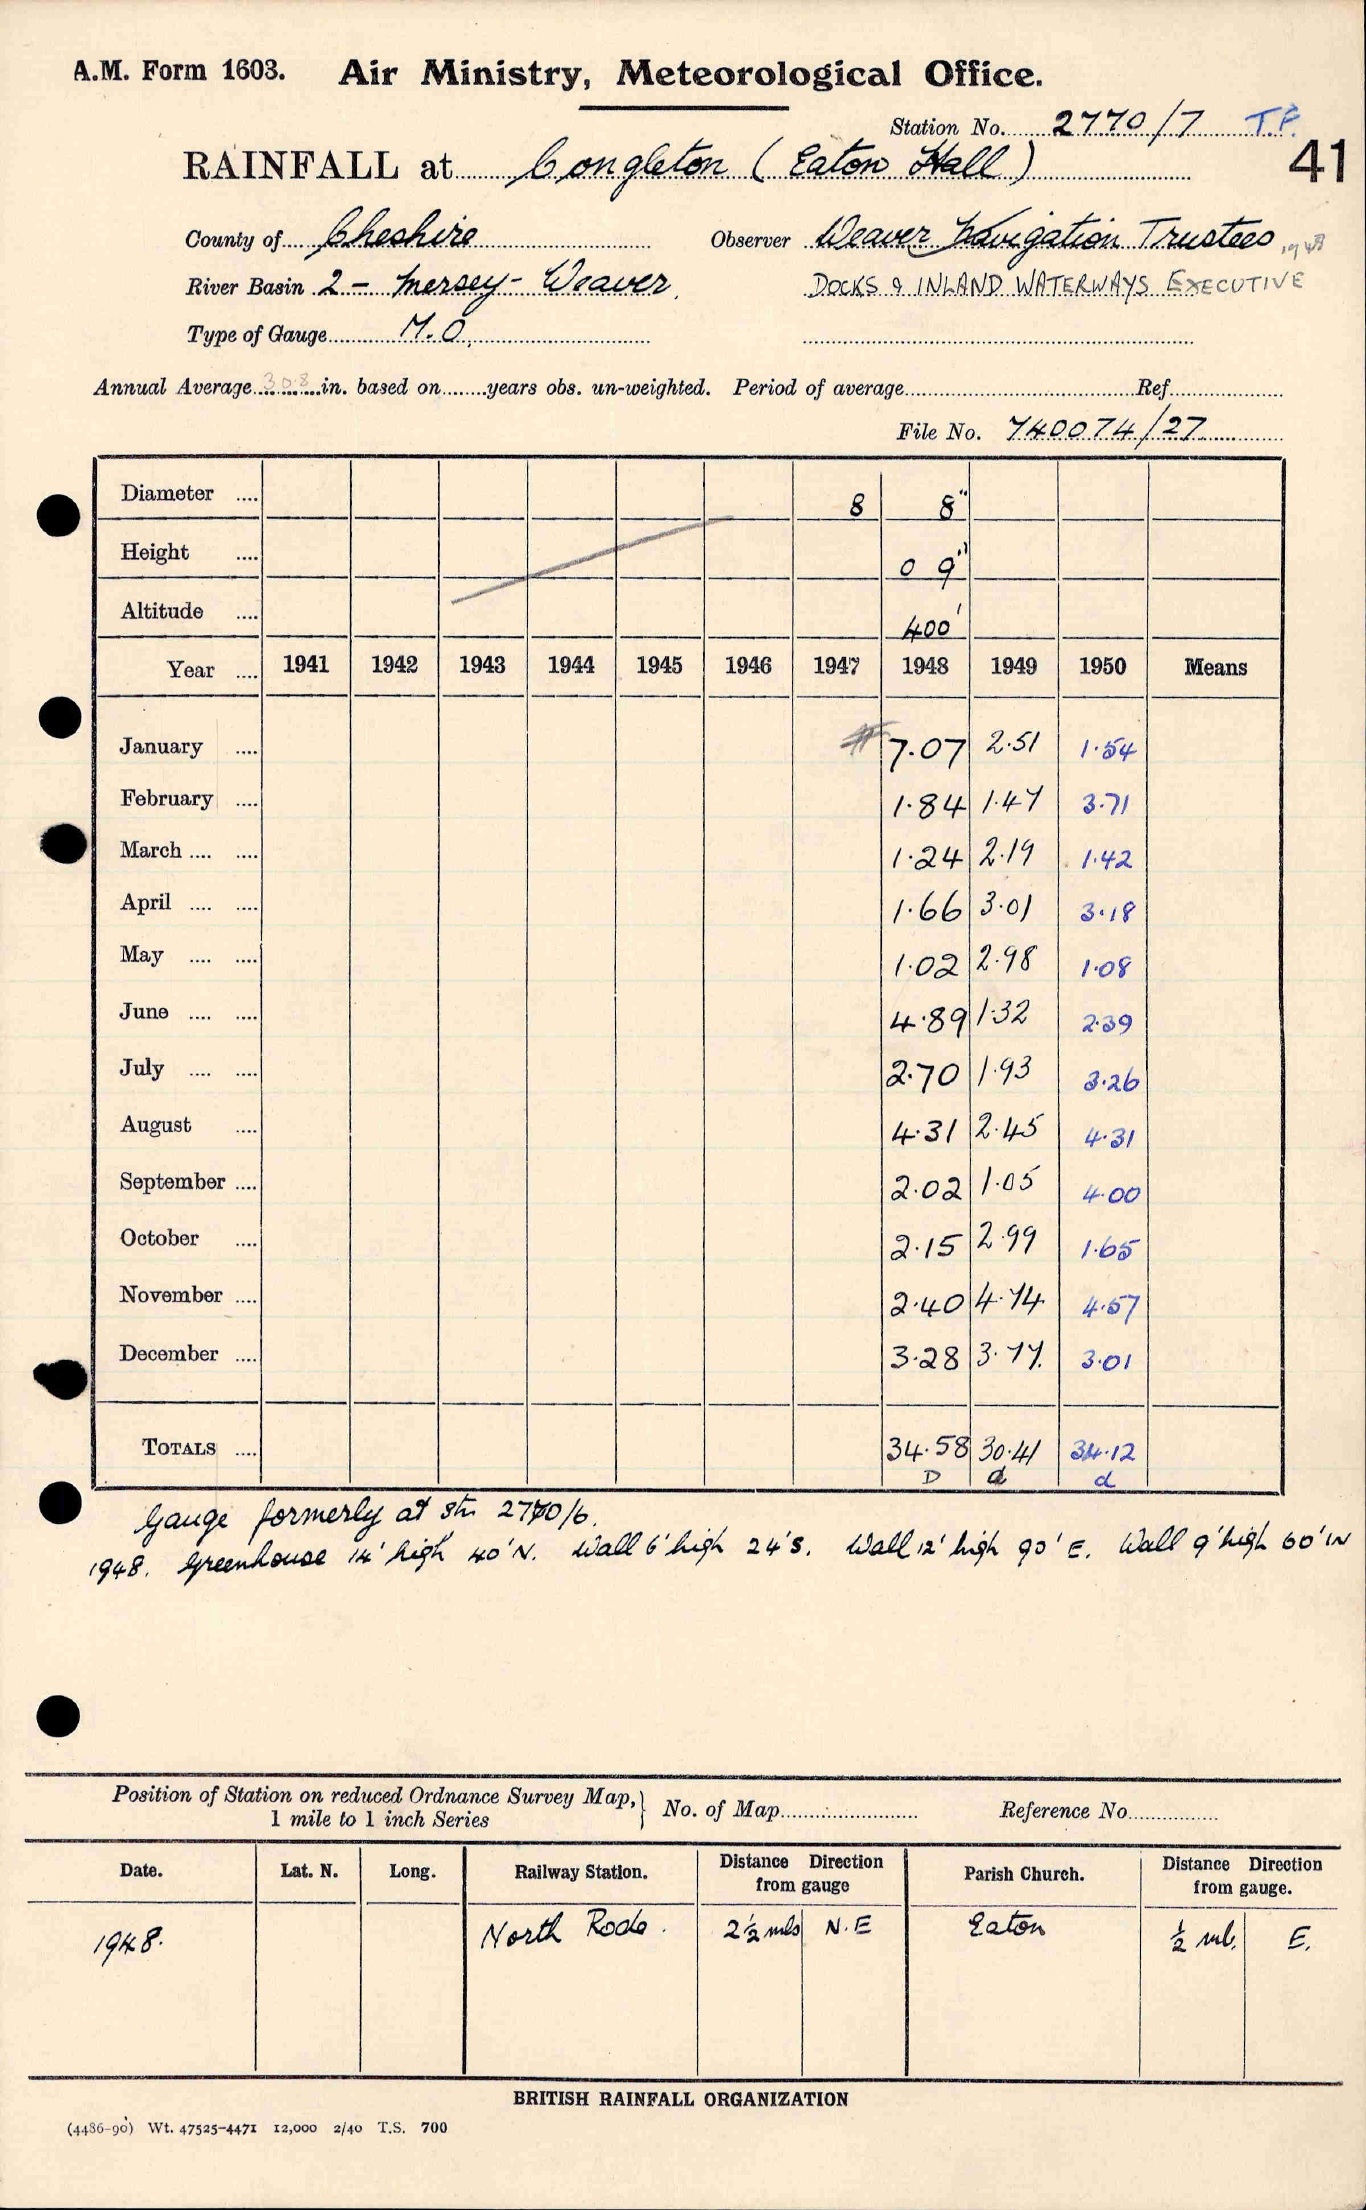 A.M. Form 1603. Air Ministry, Meteorological Office.
Station No. 2770/7 T.P.
41
RAINFALL at Congleton (Eaton Hall)
County of Cheshire Observer Weaver Navigation Trustees 1948
River Basin 2 - Mersey - Weaver. DOCKS & INLAND WATERWAYS EXECUTIVE
Type of Gauge M.O.
Annual Average 30.8 in. based on ....... years obs. un-weighted. Period of average Ref.
File No. 740074/27
Diameter .... 8 8"
Height .... 0 9"
Altitude .... 400'
Year .... 1941 1942 1943 1944 1945 1946 1947 1948 1949 1950 Means
January .... # 7.07 2.51 1.54
February .... 1.84 1.47 3.71
March .... .... 1.24 2.19 1.42
April .... .... 1.66 3.01 3.18
May .... .... 1.02 2.98 1.08
June .... .... 4.89 1.32 2.39
July .... .... 2.70 1.93 3.26
August .... 4.31 2.45 4.31
September .... 2.02 1.05 4.00
October .... 2.15 2.99 1.65
November .... 2.40 4.74 4.57
December .... 3.28 3.77. 3.01
TOTALS .... 34.58 30.41 34.12
D d d
Gauge formerly at Stn 2770/6.
1948. Greenhouse 14' high 40' N. Wall 6' high 24' S. Wall 12' high 90' E. Wall 9' high 60' W
Position of Station on reduced Ordnance Survey Map, 1 mile to 1 inch Series } No. of Map Reference No.
Date. Lat. N. Long. Railway Station. Distance Direction from gauge Parish Church. Distance Direction from gauge.
1948. North Rode. 2½ mls N.E Eaton ½ ml. E.
BRITISH RAINFALL ORGANIZATION
(4486-90) Wt. 47525-4471 12,000 2/40 T.S. 700